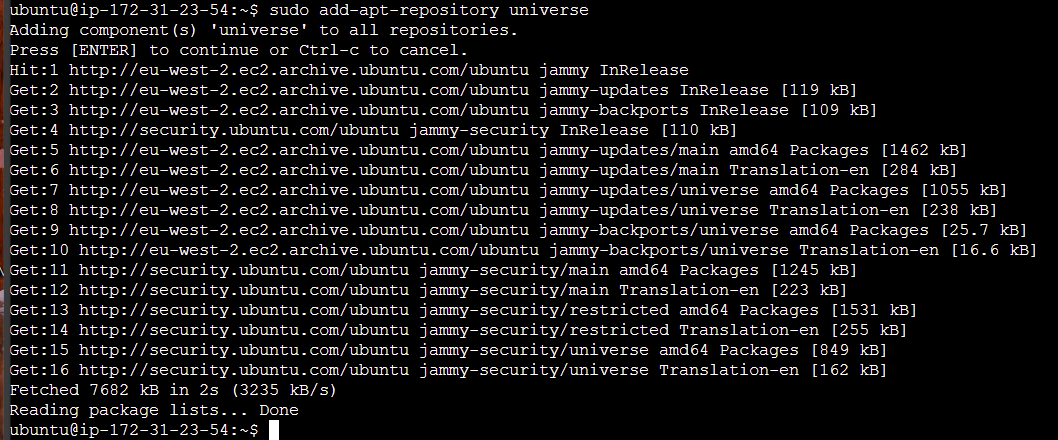 ubuntu@ip-172-31-23-54:~$ sudo add-apt-repository universe
Adding component(s) 'universe' to all repositories.
Press [ENTER] to continue or Ctrl-c to cancel.
Hit:1 http://eu-west-2.ec2.archive.ubuntu.com/ubuntu jammy InRelease
Get:2 http://eu-west-2.ec2.archive.ubuntu.com/ubuntu jammy-updates InRelease [119 kB]
Get:3 http://eu-west-2.ec2.archive.ubuntu.com/ubuntu jammy-backports InRelease [109 kB]
Get:4 http://security.ubuntu.com/ubuntu jammy-security InRelease [110 kB]
Get:5 http://eu-west-2.ec2.archive.ubuntu.com/ubuntu jammy-updates/main amd64 Packages [1462 kB]
Get:6 http://eu-west-2.ec2.archive.ubuntu.com/ubuntu jammy-updates/main Translation-en [284 kB]
Get:7 http://eu-west-2.ec2.archive.ubuntu.com/ubuntu jammy-updates/universe amd64 Packages [1055 kB]
Get:8 http://eu-west-2.ec2.archive.ubuntu.com/ubuntu jammy-updates/universe Translation-en [238 kB]
Get:9 http://eu-west-2.ec2.archive.ubuntu.com/ubuntu jammy-backports/universe amd64 Packages [25.7 kB]
Get:10 http://eu-west-2.ec2.archive.ubuntu.com/ubuntu jammy-backports/universe Translation-en [16.6 kB]
Get:11 http://security.ubuntu.com/ubuntu jammy-security/main amd64 Packages [1245 kB]
Get:12 http://security.ubuntu.com/ubuntu jammy-security/main Translation-en [223 kB]
Get:13 http://security.ubuntu.com/ubuntu jammy-security/restricted amd64 Packages [1531 kB]
Get:14 http://security.ubuntu.com/ubuntu jammy-security/restricted Translation-en [255 kB]
Get:15 http://security.ubuntu.com/ubuntu jammy-security/universe amd64 Packages [849 kB]
Get:16 http://security.ubuntu.com/ubuntu jammy-security/universe Translation-en [162 kB]
Fetched 7682 kB in 2s (3235 kB/s)
Reading package lists... Done
ubuntu@ip-172-31-23-54:~$